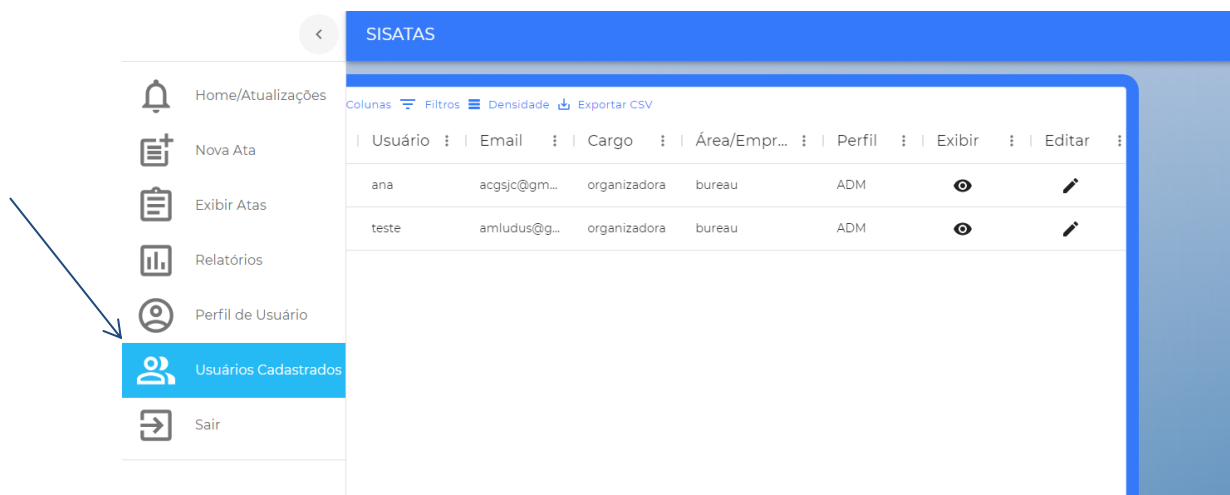 SISATAS
Home/Atualizações
Nova Ata
Exibir Atas
Relatórios
Perfil de Usuário
Usuários Cadastrados
Sair
Colunas Filtros Densidade Exportar CSV
Usuário Email Cargo Área/Empr... Perfil Exibir Editar
ana acgsjc@gm... organizadora bureau ADM
teste amludus@g... organizadora bureau ADM